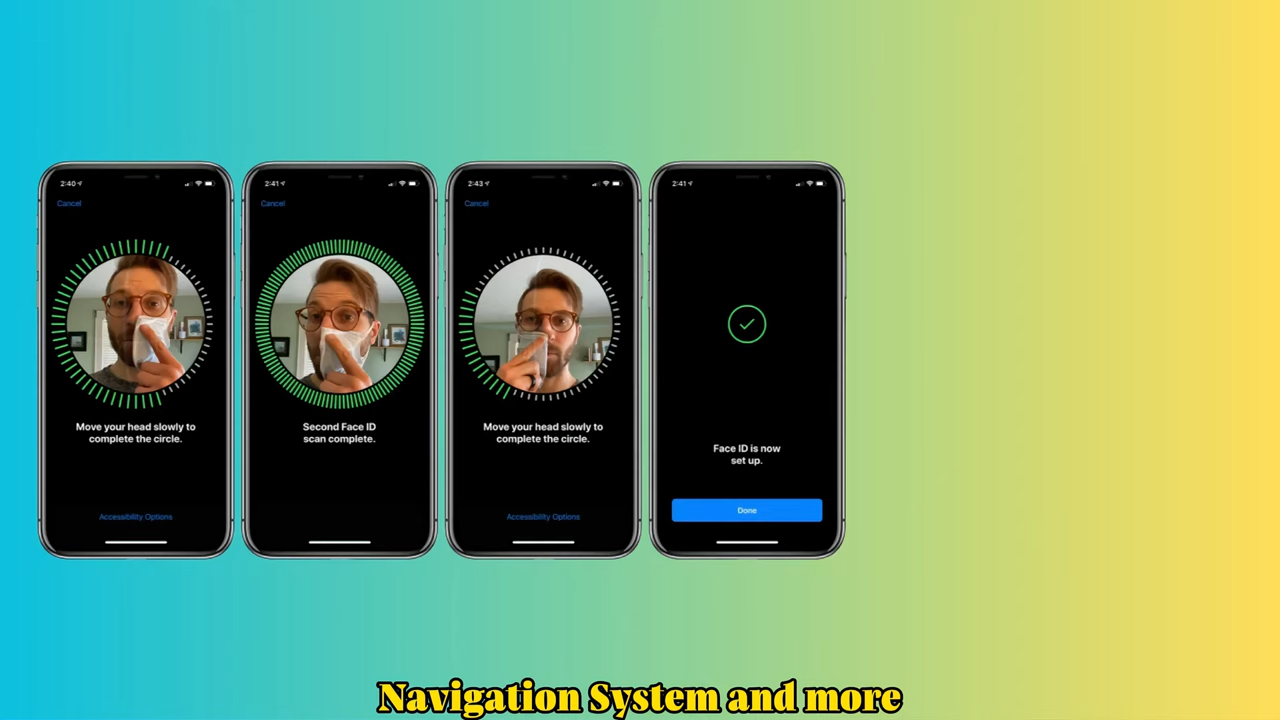 2:40
Cancel
Move your head slowly to
complete the circle.
Accessibility Options
2:41
Cancel
Second Face ID
scan complete.
2:43
Cancel
Move your head slowly to
complete the circle.
Accessibility Options
2:41
Face ID is now
set up.
Done
Navigation System and more